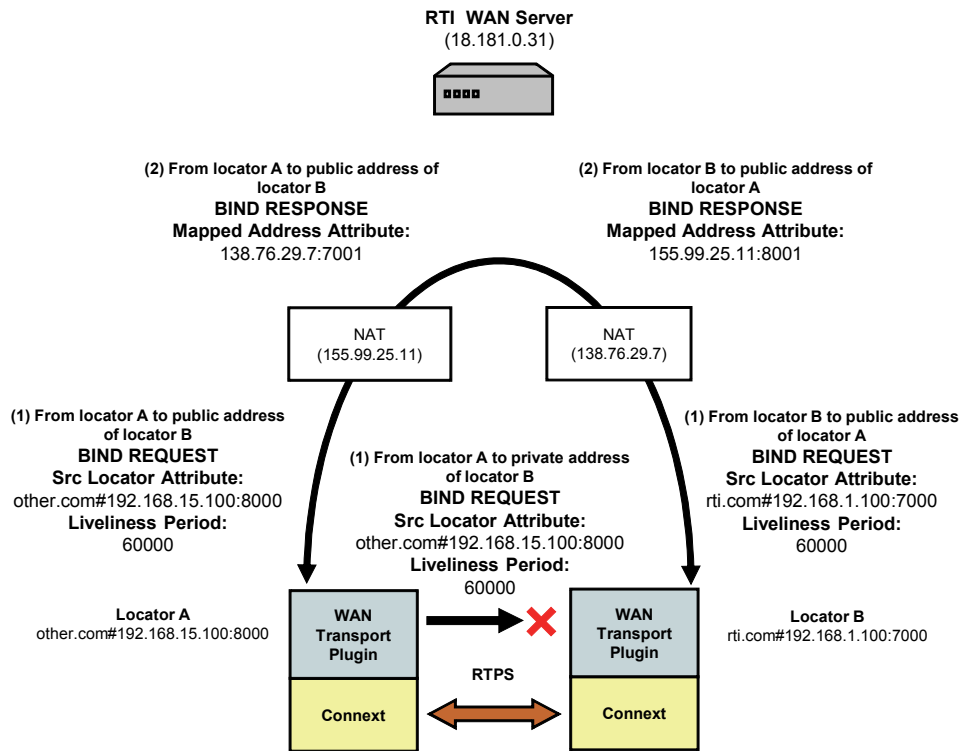 RTI WAN Server
(18.181.0.31)
(2) From locator A to public address of
locator B
BIND RESPONSE
Mapped Address Attribute:
138.76.29.7:7001
(2) From locator B to public address of
locator A
BIND RESPONSE
Mapped Address Attribute:
155.99.25.11:8001
NAT
(155.99.25.11)
NAT
(138.76.29.7)
(1) From locator A to public address
of locator B
BIND REQUEST
Src Locator Attribute:
other.com#192.168.15.100:8000
Liveliness Period:
60000
(1) From locator A to private address
of locator B
BIND REQUEST
Src Locator Attribute:
other.com#192.168.15.100:8000
Liveliness Period:
60000
(1) From locator B to public address
of locator A
BIND REQUEST
Src Locator Attribute:
rti.com#192.168.1.100:7000
Liveliness Period:
60000
Locator A
other.com#192.168.15.100:8000
WAN
Transport
Plugin
Connext
RTPS
WAN
Transport
Plugin
Connext
Locator B
rti.com#192.168.1.100:7000